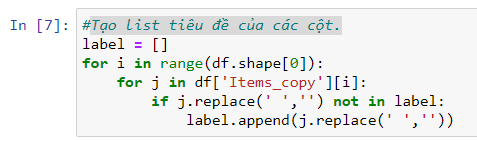 In [7]: #Tạo list tiêu đề của các cột.
label = []
for i in range(df.shape[0]):
    for j in df['Items_copy'][i]:
        if j.replace(' ','') not in label:
            label.append(j.replace(' ',''))